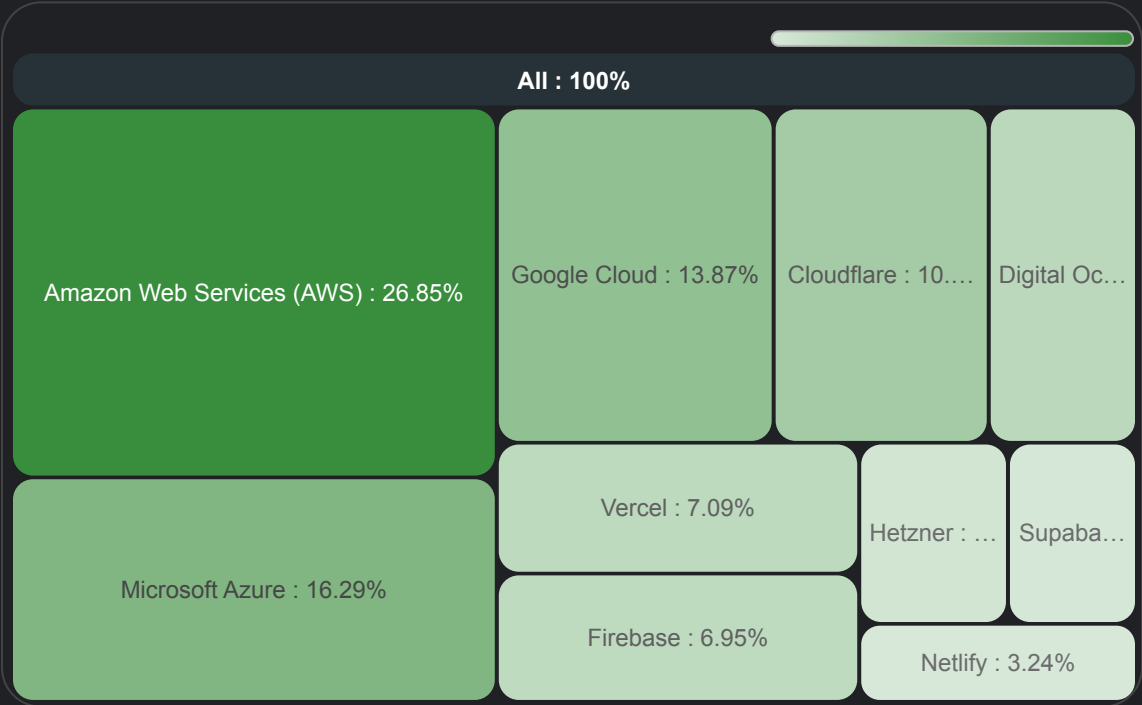 All : 100%
Amazon Web Services (AWS) : 26.85%
Google Cloud : 13.87%
Cloudflare : 10.…
Digital Oc…
Vercel : 7.09%
Hetzner : …
Supaba…
Microsoft Azure : 16.29%
Firebase : 6.95%
Netlify : 3.24%